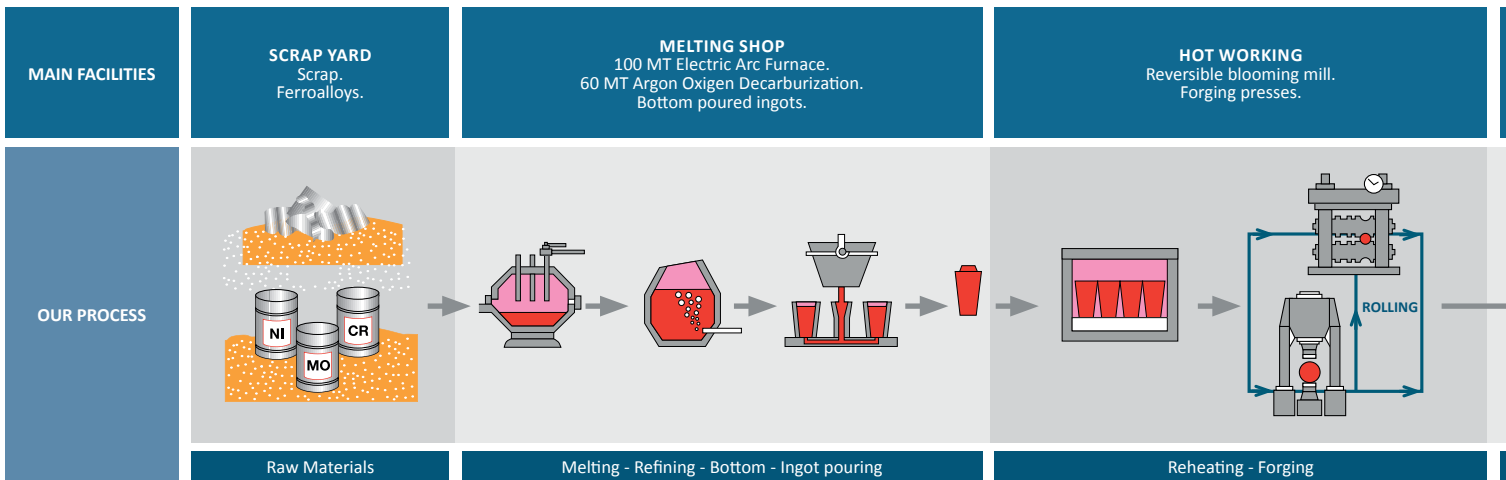 MAIN FACILITIES
SCRAP YARD
Scrap.
Ferroalloys.
MELTING SHOP
100 MT Electric Arc Furnace.
60 MT Argon Oxigen Decarburization.
Bottom poured ingots.
HOT WORKING
Reversible blooming mill.
Forging presses.
OUR PROCESS
NI
CR
MO
ROLLING
Raw Materials
Melting - Refining - Bottom - Ingot pouring
Reheating - Forging